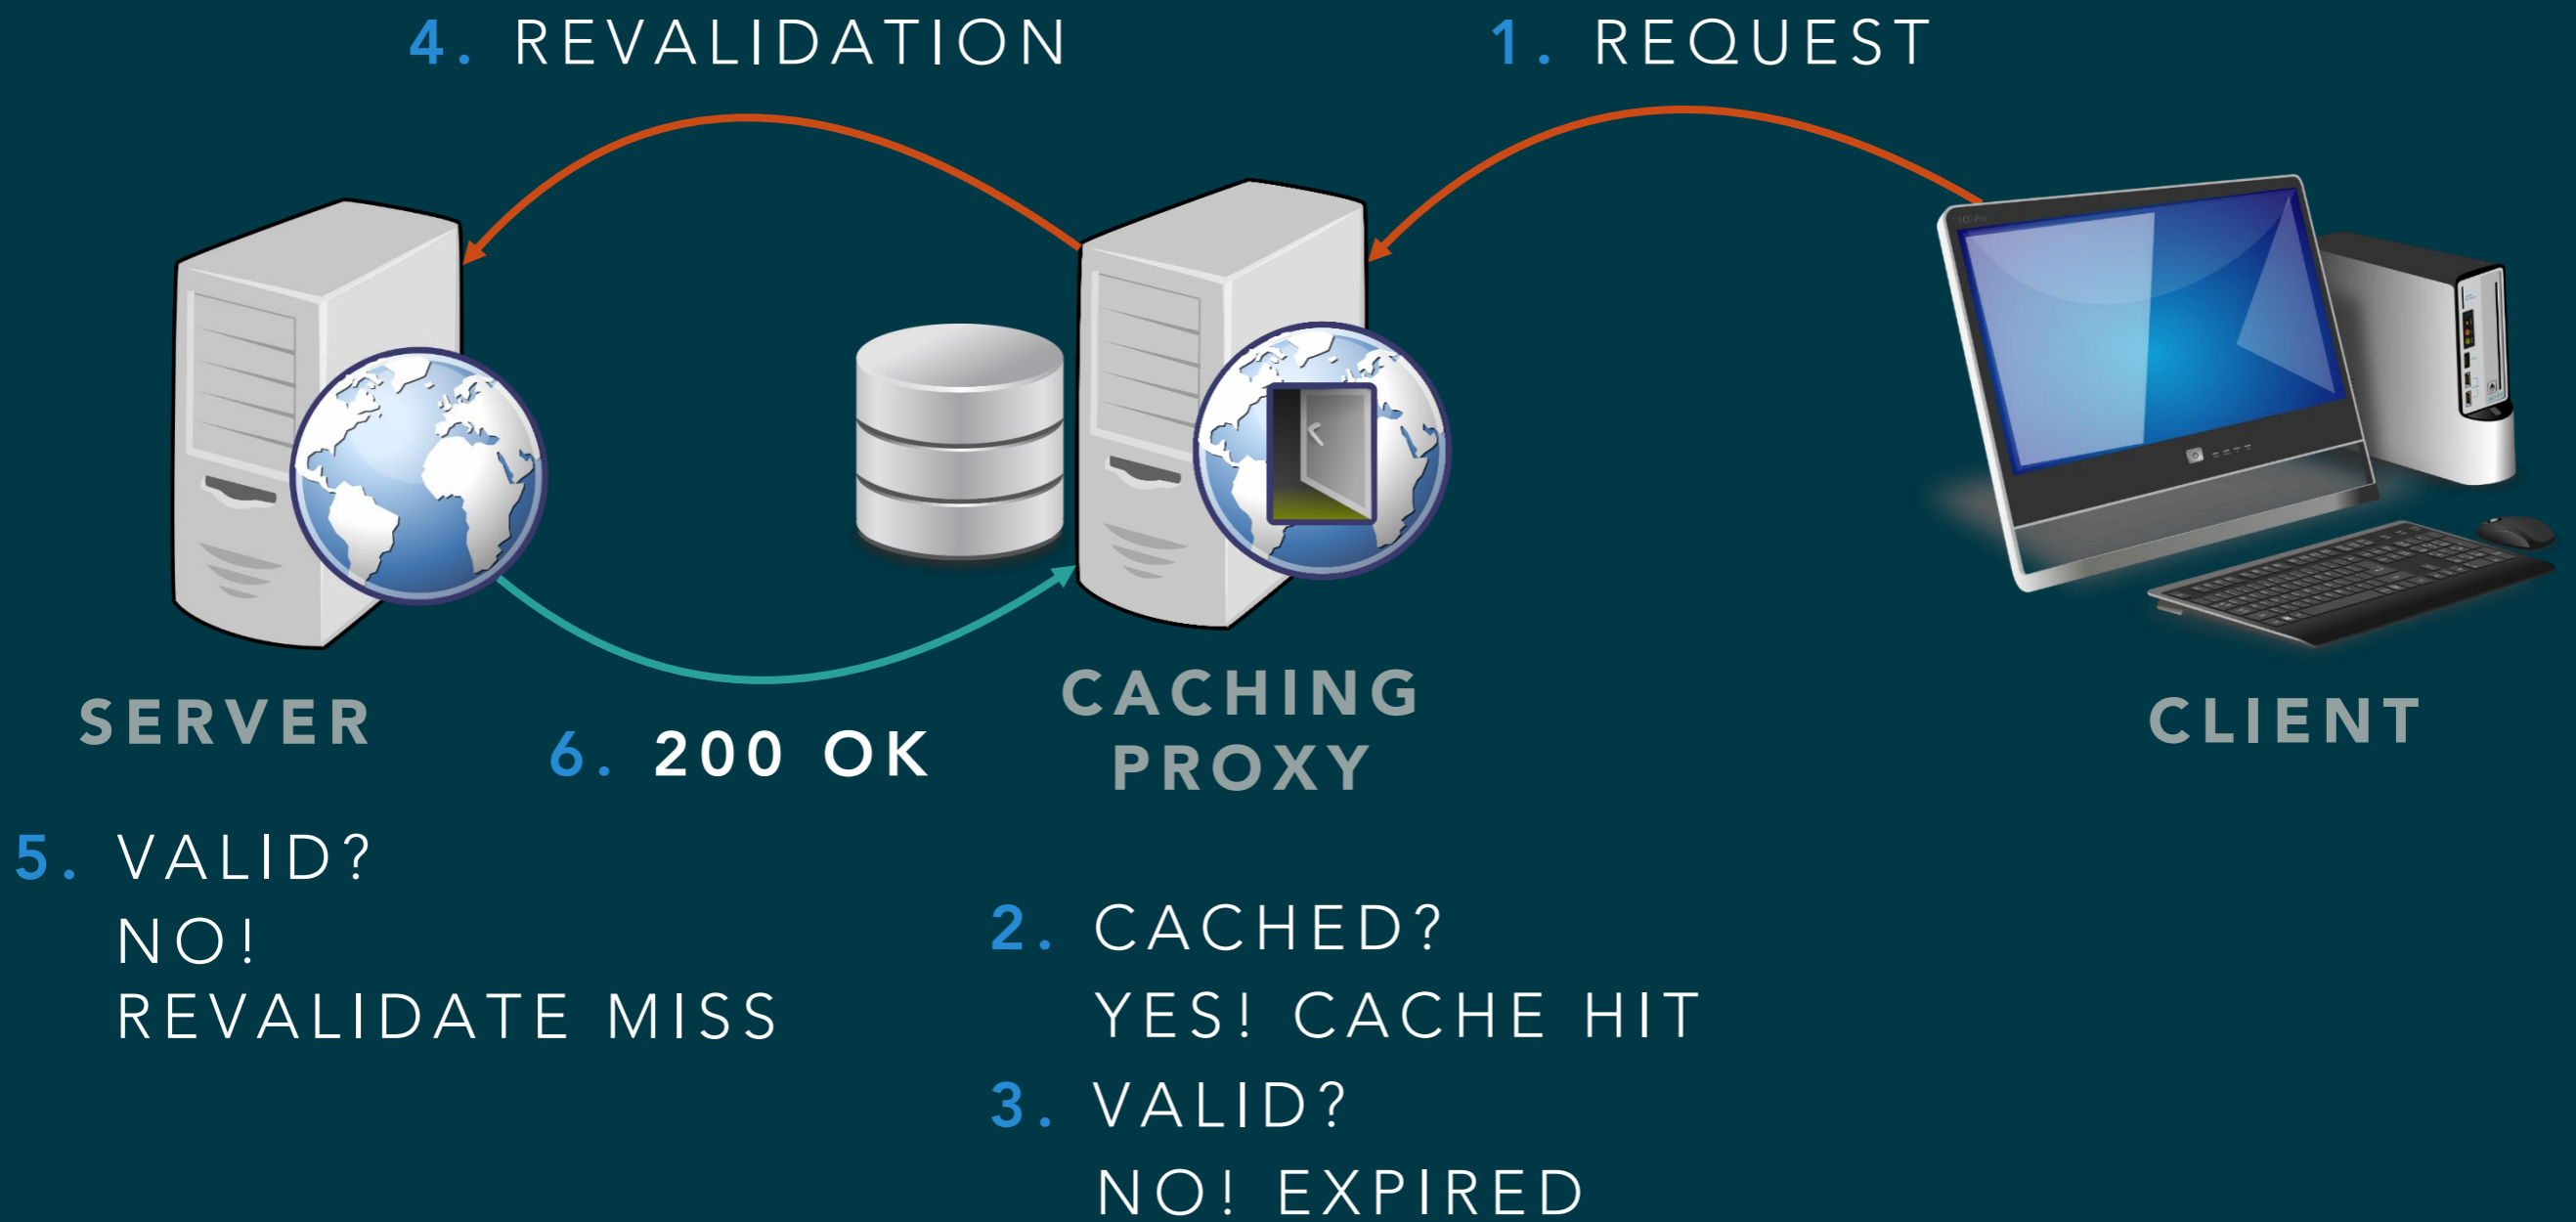 4. REVALIDATION
1. REQUEST
SERVER
6. 200 OK
CACHING
PROXY
CLIENT
5. VALID?
NO!
REVALIDATE MISS
2. CACHED?
YES! CACHE HIT
3. VALID?
NO! EXPIRED